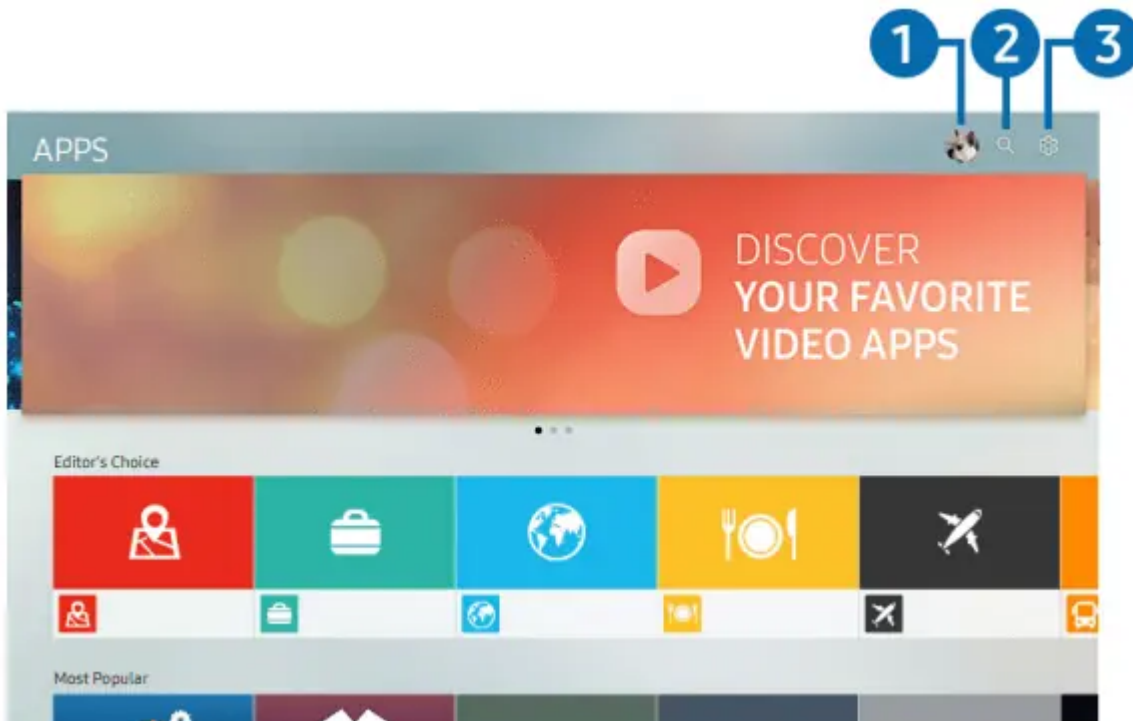 1 2 3
APPS
DISCOVER
YOUR FAVORITE
VIDEO APPS
Editor's Choice
Most Popular